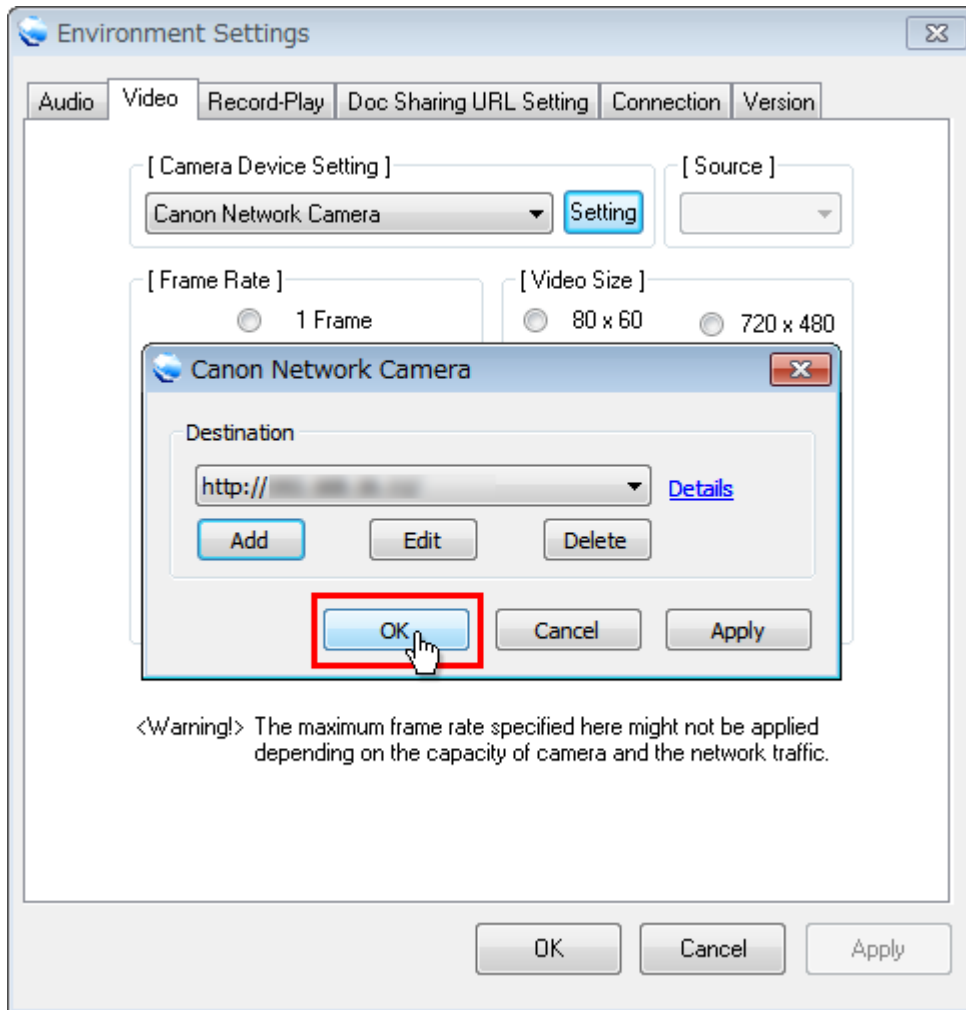 Environment Settings
Audio Video Record-Play Doc Sharing URL Setting Connection Version
[ Camera Device Setting ] [ Source ]
Canon Network Camera Setting
[ Frame Rate ] [ Video Size ]
1 Frame 80 x 60 720 x 480
Canon Network Camera
Destination
http:// Details
Add Edit Delete
OK Cancel Apply
<Warning!> The maximum frame rate specified here might not be applied
depending on the capacity of camera and the network traffic.
OK Cancel Apply